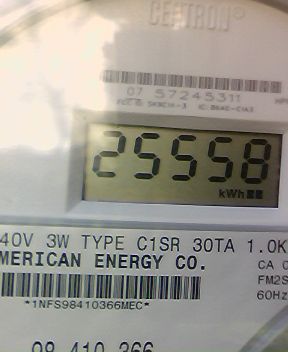 CENTRON®
07 57245311
25558
kWh
40V 3W TYPE C1SR 30TA 1.0K
MERICAN ENERGY CO.
CA 0
FM2S
60Hz
*1NFS98410366MEC*
98 410 366